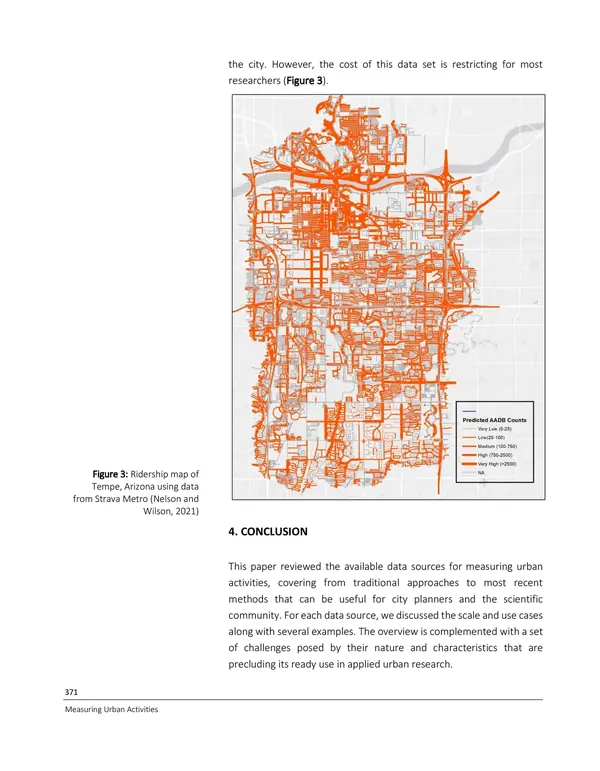 the city. However, the cost of this data set is restricting for most
researchers (Figure 3).
Predicted AADB Counts
Very Low (0-25)
Low(25-100)
Medium (100-750)
High (750-2500)
Very High (>2500)
NA
Figure 3: Ridership map of
Tempe, Arizona using data
from Strava Metro (Nelson and
Wilson, 2021)
4. CONCLUSION
This paper reviewed the available data sources for measuring urban
activities, covering from traditional approaches to most recent
methods that can be useful for city planners and the scientific
community. For each data source, we discussed the scale and use cases
along with several examples. The overview is complemented with a set
of challenges posed by their nature and characteristics that are
precluding its ready use in applied urban research.
371
Measuring Urban Activities